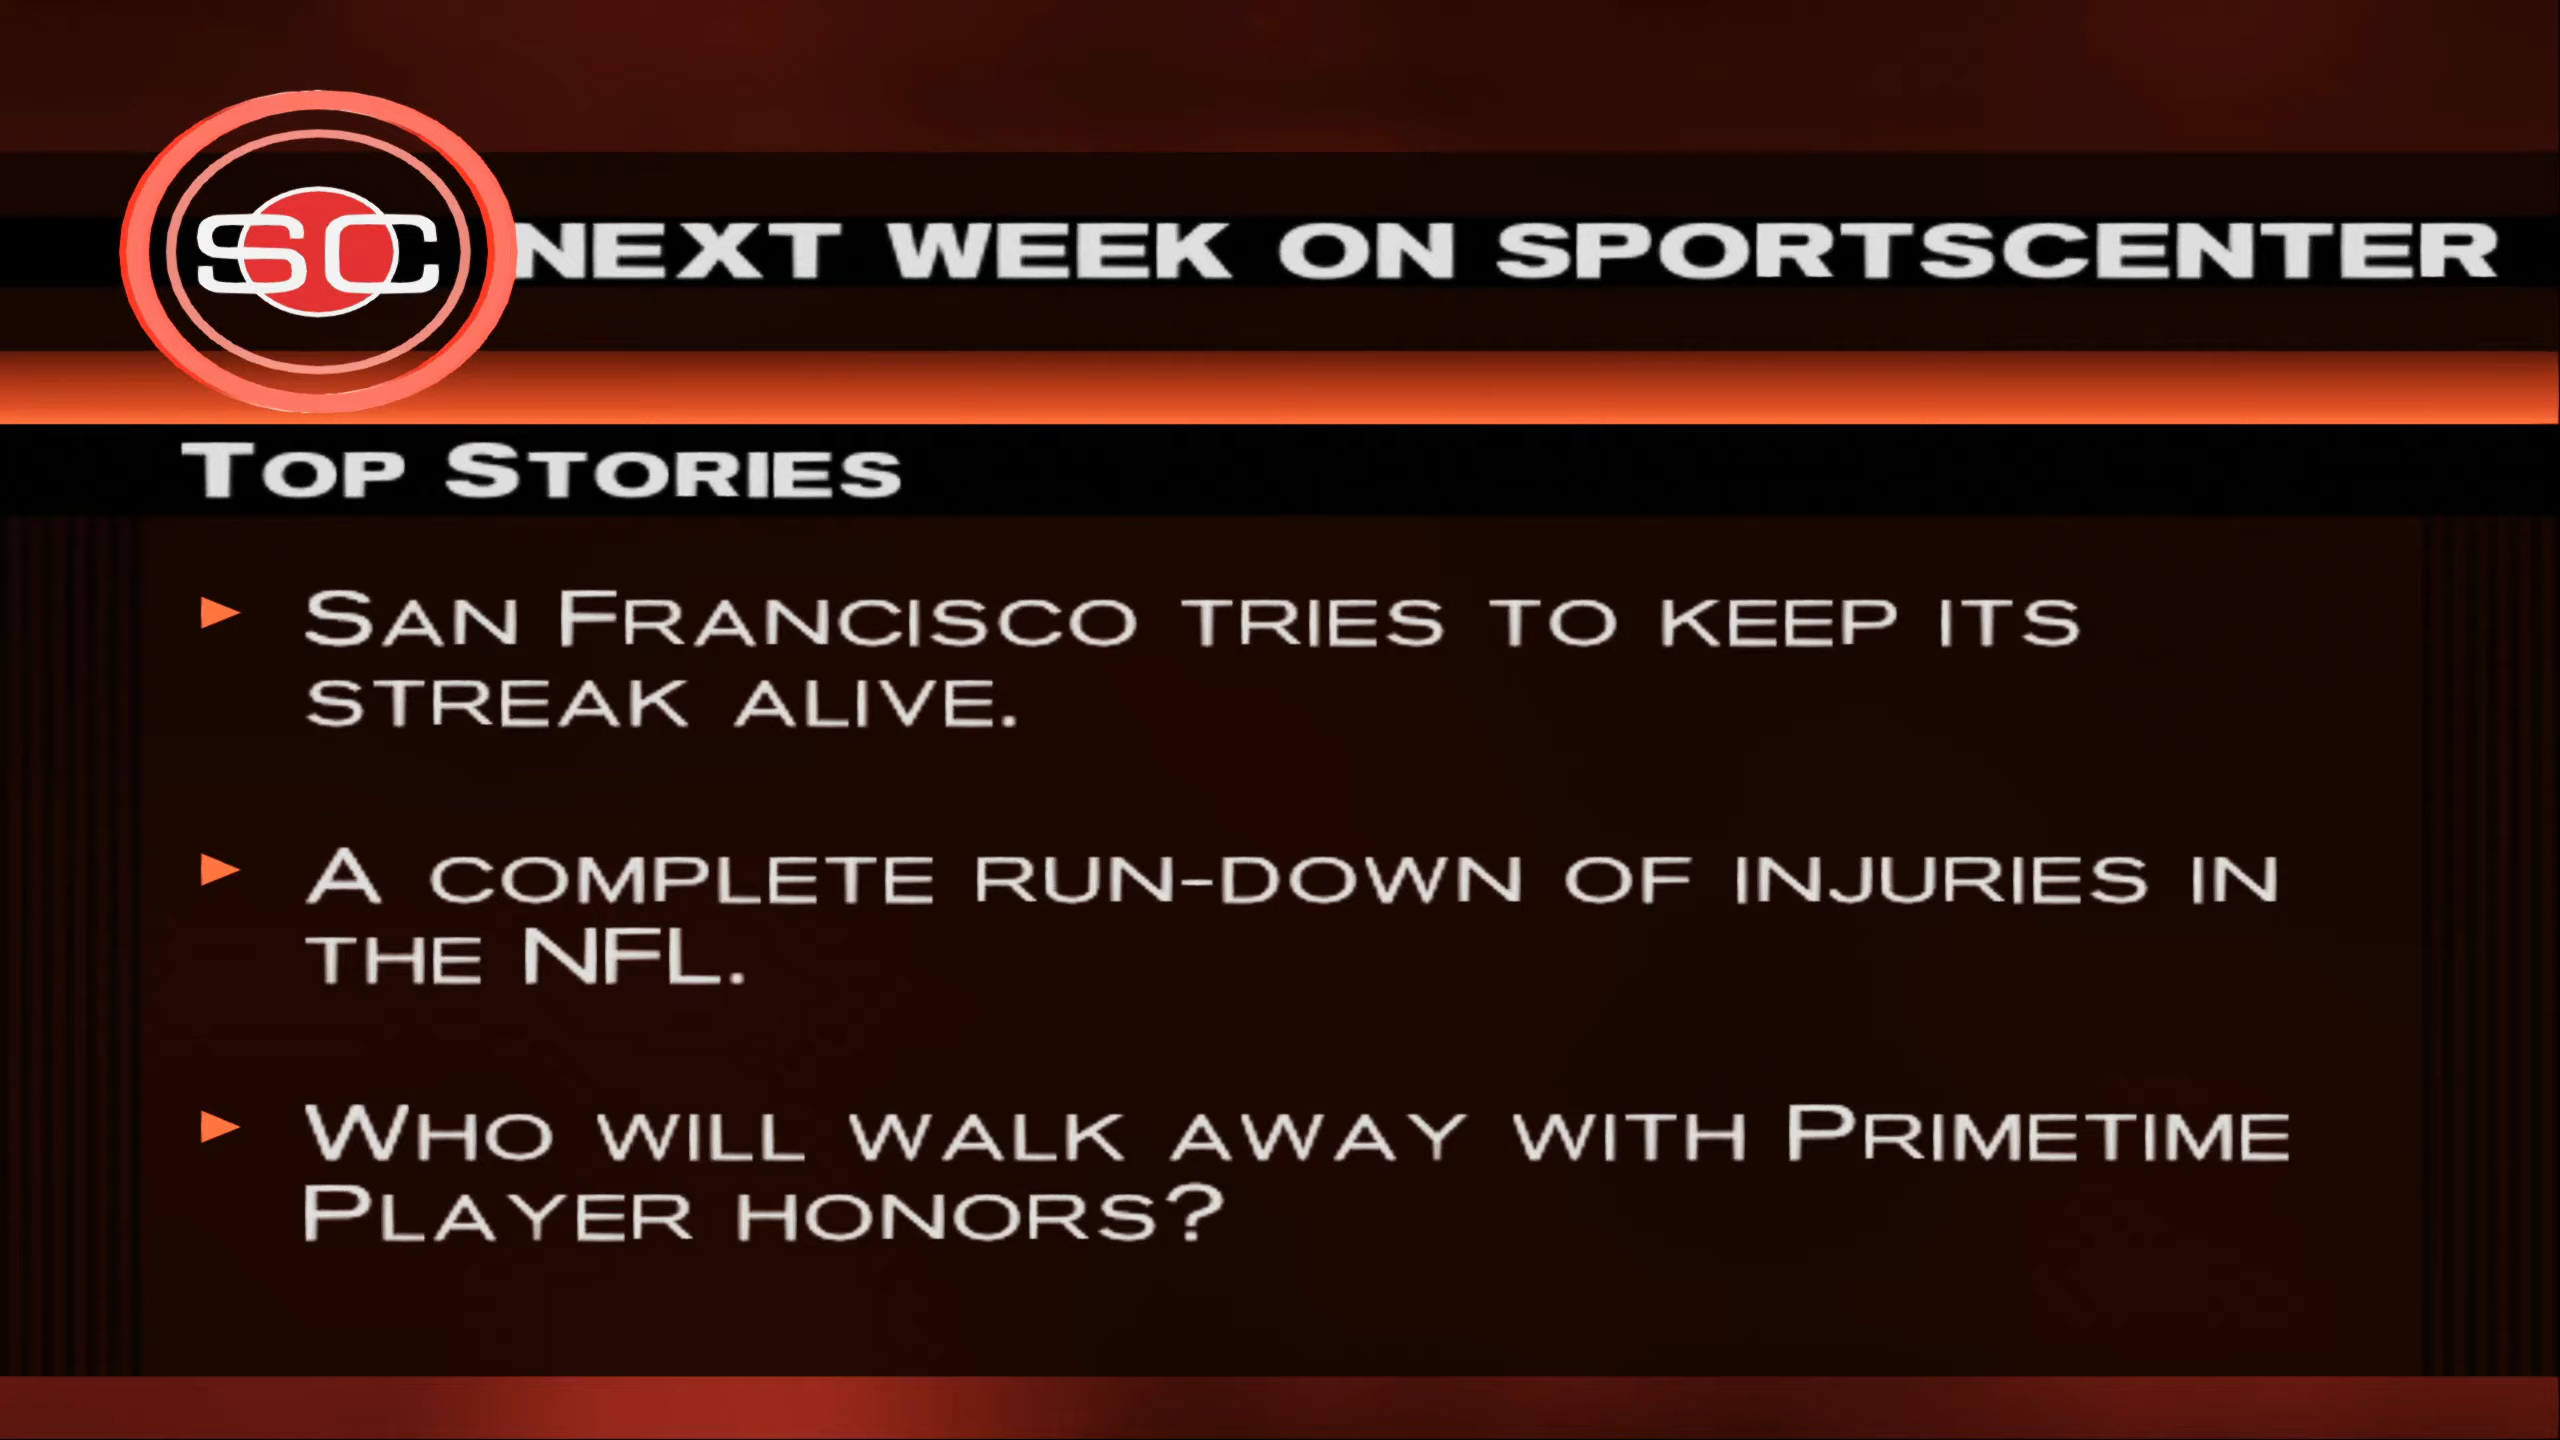 SC
NEXT WEEK ON SPORTSCENTER
TOP STORIES
SAN FRANCISCO TRIES TO KEEP ITS
STREAK ALIVE.
A COMPLETE RUN-DOWN OF INJURIES IN
THE NFL.
WHO WILL WALK AWAY WITH PRIMETIME
PLAYER HONORS?